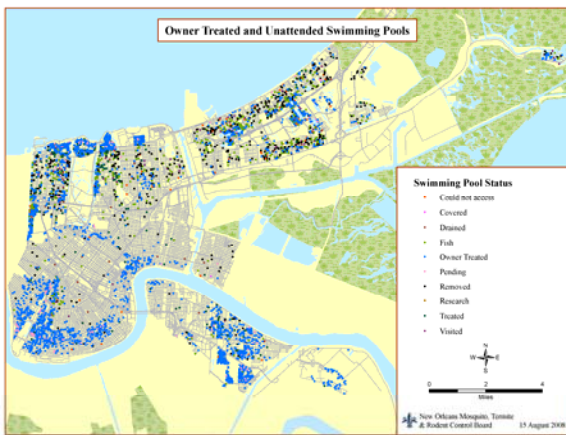 Owner Treated and Unattended Swimming Pools
Swimming Pool Status
Could not access
Covered
Drained
Fish
Owner Treated
Pending
Removed
Research
Treated
Visited
N
W
E
S
0
2
4
Miles
New Orleans Mosquito, Termite
& Rodent Control Board
15 August 2008